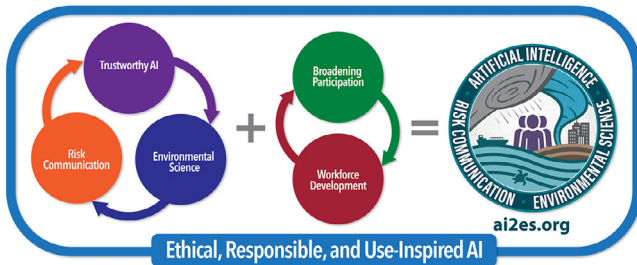 Trustworthy AI
Risk
Communication
Environmental
Science
+
Broadening
Participation
Workforce
Development
=
ARTIFICIAL INTELLIGENCE
RISK COMMUNICATION
ENVIRONMENTAL SCIENCE
ai2es.org
Ethical, Responsible, and Use-Inspired AI